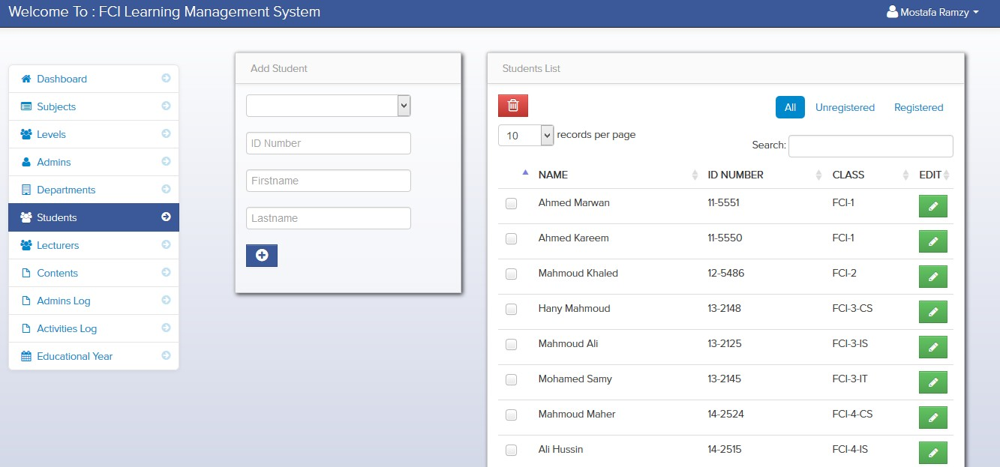 Welcome To : FCI Learning Management System
Mostafa Ramzy
Dashboard
Subjects
Levels
Admins
Departments
Students
Lecturers
Contents
Admins Log
Activities Log
Educational Year
Add Student
ID Number
Firstname
Lastname
Students List
All Unregistered Registered
10 records per page
Search:
NAME ID NUMBER CLASS EDIT
Ahmed Marwan 11-5551 FCI-1
Ahmed Kareem 11-5550 FCI-1
Mahmoud Khaled 12-5486 FCI-2
Hany Mahmoud 13-2148 FCI-3-CS
Mahmoud Ali 13-2125 FCI-3-IS
Mohamed Samy 13-2145 FCI-3-IT
Mahmoud Maher 14-2524 FCI-4-CS
Ali Hussin 14-2515 FCI-4-IS